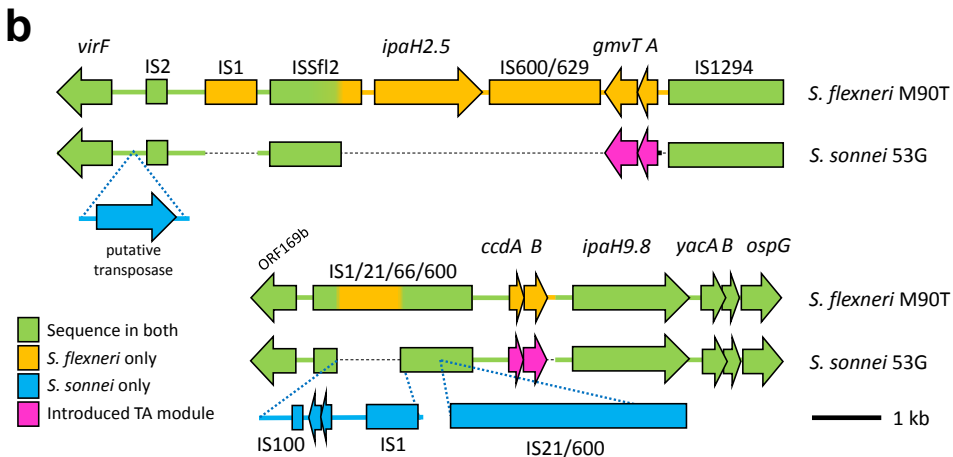 b
virF
IS2
IS1
ISSfl2
ipaH2.5
IS600/629
gmvT A
IS1294
S. flexneri M90T
S. sonnei 53G
putative
transposase
ORF169b
IS1/21/66/600
ccdA B
ipaH9.8
yacA B
ospG
S. flexneri M90T
Sequence in both
S. flexneri only
S. sonnei only
Introduced TA module
S. sonnei 53G
1 kb
IS100
IS1
IS21/600